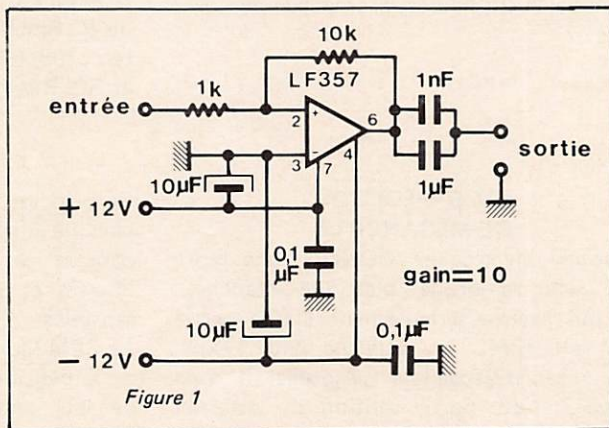 10k
LF357
1k
1nF
entrée
2
+
6
3
-
7
4
sortie
1µF
10µF
+ 12V
0,1
µF
gain=10
10µF
0,1µF
- 12V
Figure 1